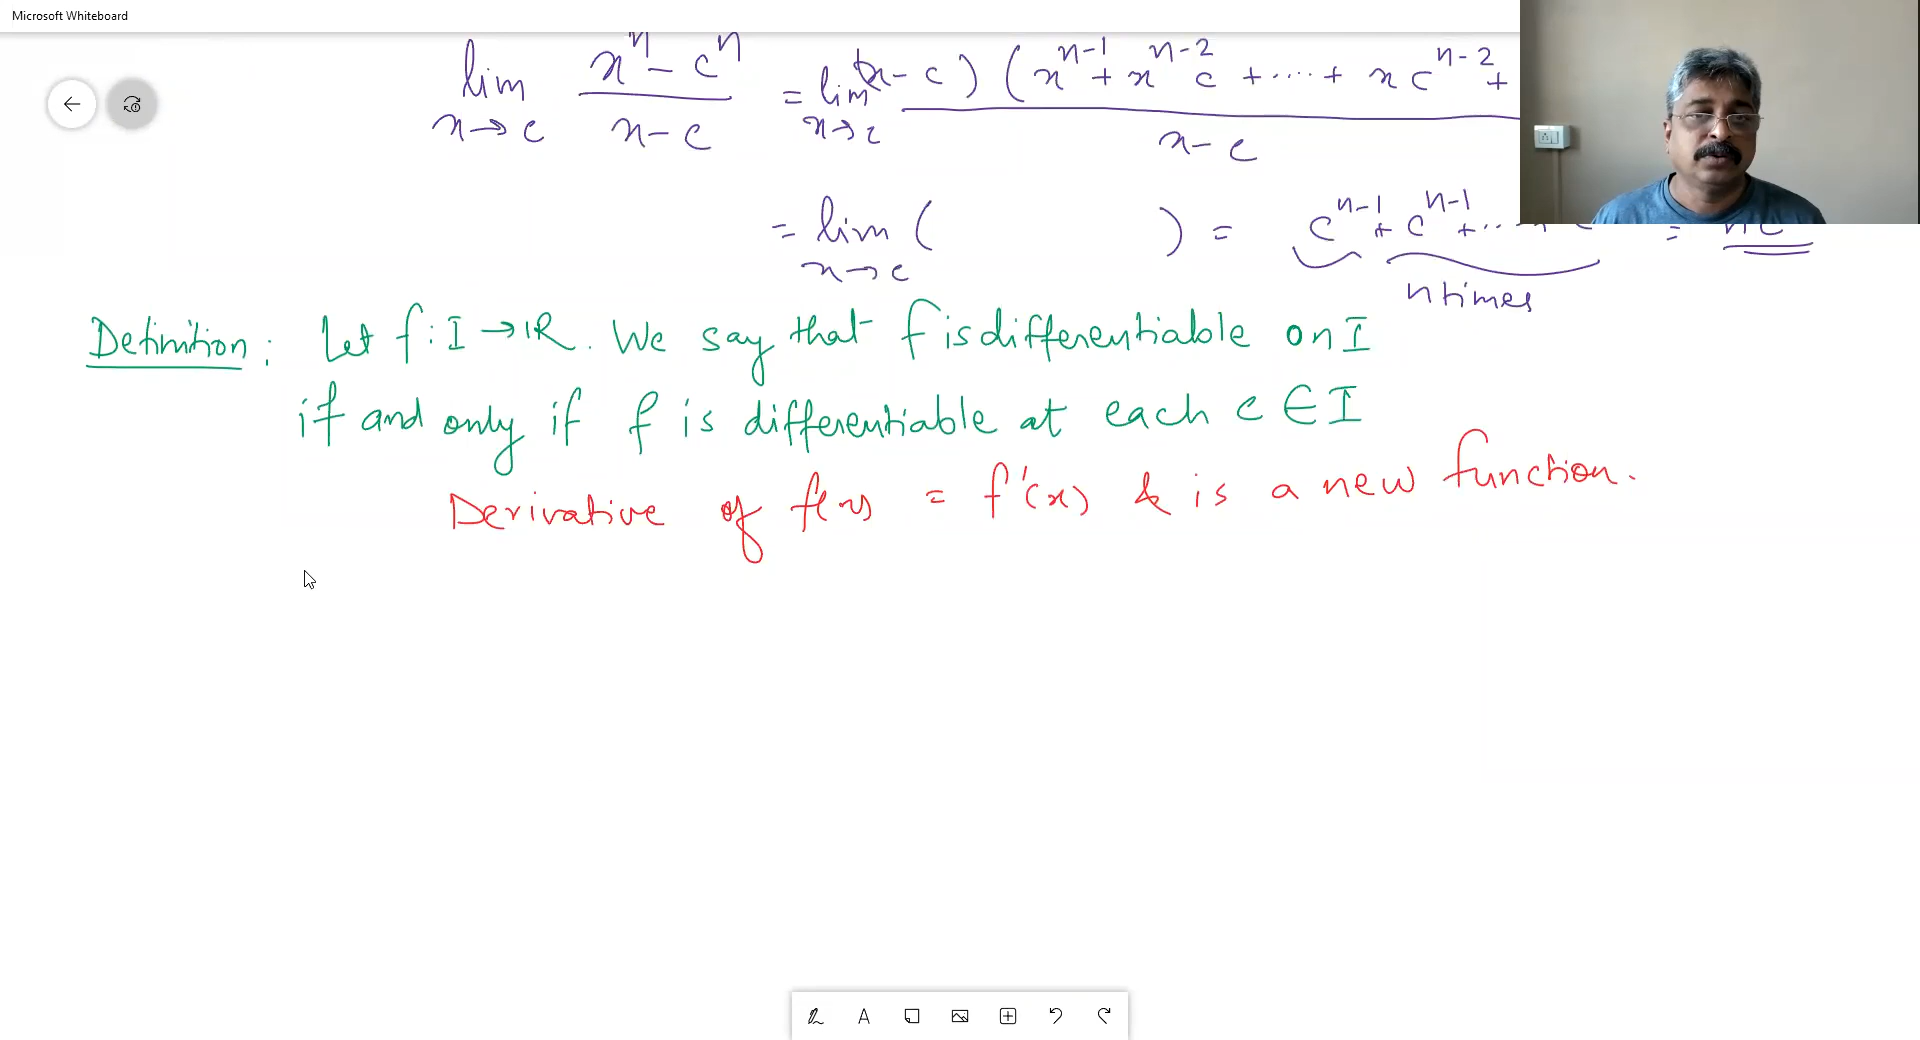 Microsoft Whiteboard
lim x→c (x^n - c^n)/(x - c) = lim x→c (x - c)(x^{n-1} + x^{n-2} c + ···· + x c^{n-2} +)/(x - c)
= lim x→c ( ) = c^{n-1} + c^{n-1} + ··· = nc
n times
Definition: Let f: I → ℝ. We say that f is differentiable on I
if and only if f is differentiable at each c ∈ I
Derivative of f(x) = f'(x) & is a new function.